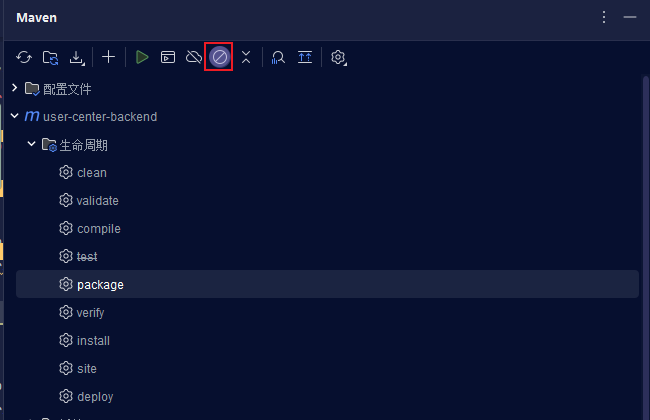 Maven
配置文件
m user-center-backend
生命周期
clean
validate
compile
test
package
verify
install
site
deploy